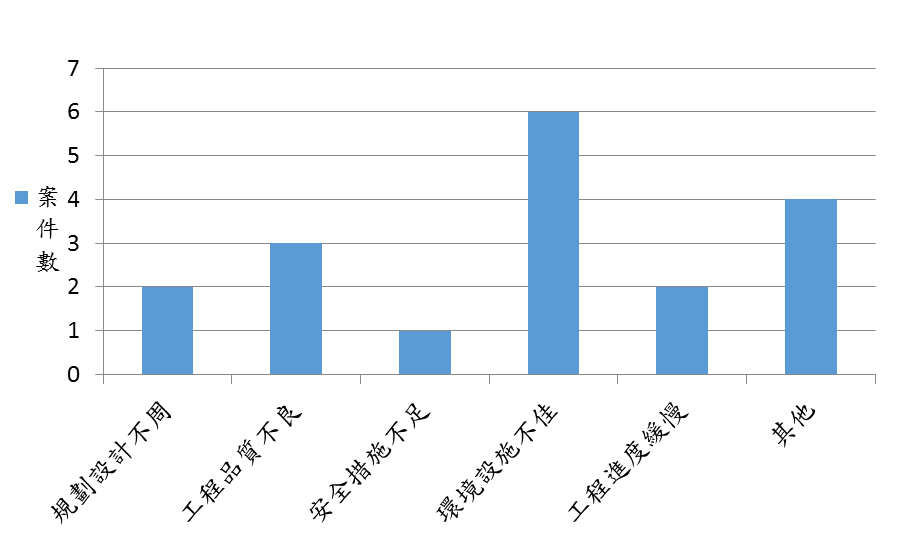 7
6
5
4
3
2
1
0
案件數
規劃設計不周
工程品質不良
安全措施不足
環境設施不佳
工程進度緩慢
其他